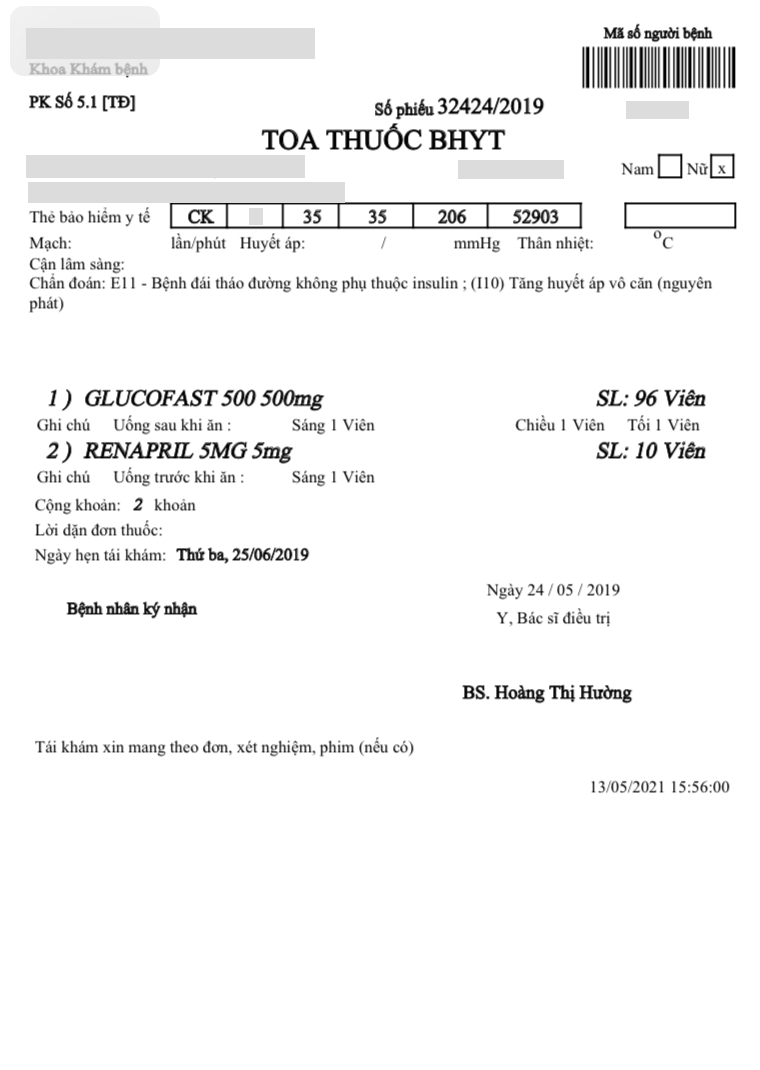 Mã số người bệnh
Khoa Khám bệnh
PK Số 5.1 [TĐ]
Số phiếu 32424/2019
TOA THUỐC BHYT
Nam Nữ x
Thẻ bảo hiểm y tế CK 35 35 206 52903
Mạch: lần/phút Huyết áp: / mmHg Thân nhiệt: °C
Cận lâm sàng:
Chẩn đoán: E11 - Bệnh đái tháo đường không phụ thuộc insulin ; (I10) Tăng huyết áp vô căn (nguyên
phát)
1 ) GLUCOFAST 500 500mg SL: 96 Viên
Ghi chú Uống sau khi ăn : Sáng 1 Viên Chiều 1 Viên Tối 1 Viên
2 ) RENAPRIL 5MG 5mg SL: 10 Viên
Ghi chú Uống trước khi ăn : Sáng 1 Viên
Cộng khoản: 2 khoản
Lời dặn đơn thuốc:
Ngày hẹn tái khám: Thứ ba, 25/06/2019
Ngày 24 / 05 / 2019
Bệnh nhân ký nhận
Y, Bác sĩ điều trị
BS. Hoàng Thị Hường
Tái khám xin mang theo đơn, xét nghiệm, phim (nếu có)
13/05/2021 15:56:00